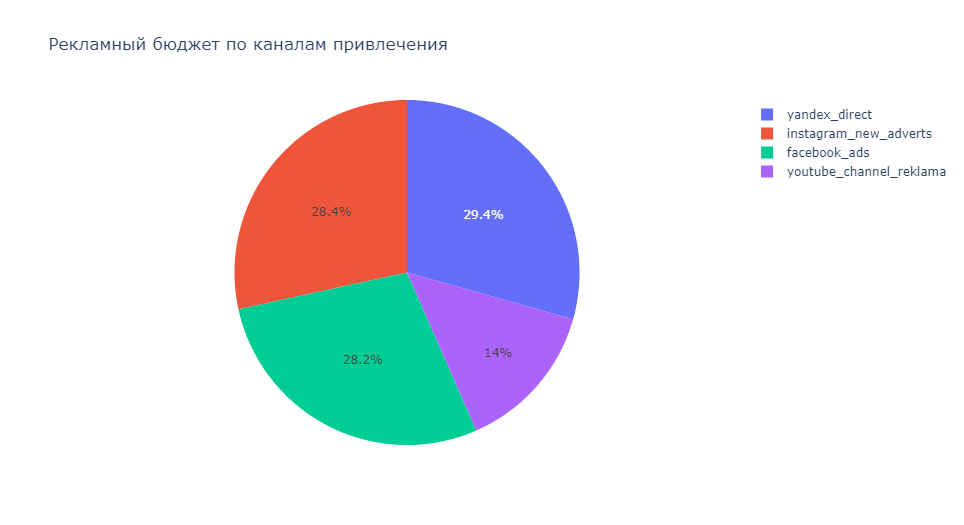 Рекламный бюджет по каналам привлечения
yandex_direct
instagram_new_adverts
facebook_ads
youtube_channel_reklama
28.4%
29.4%
14%
28.2%